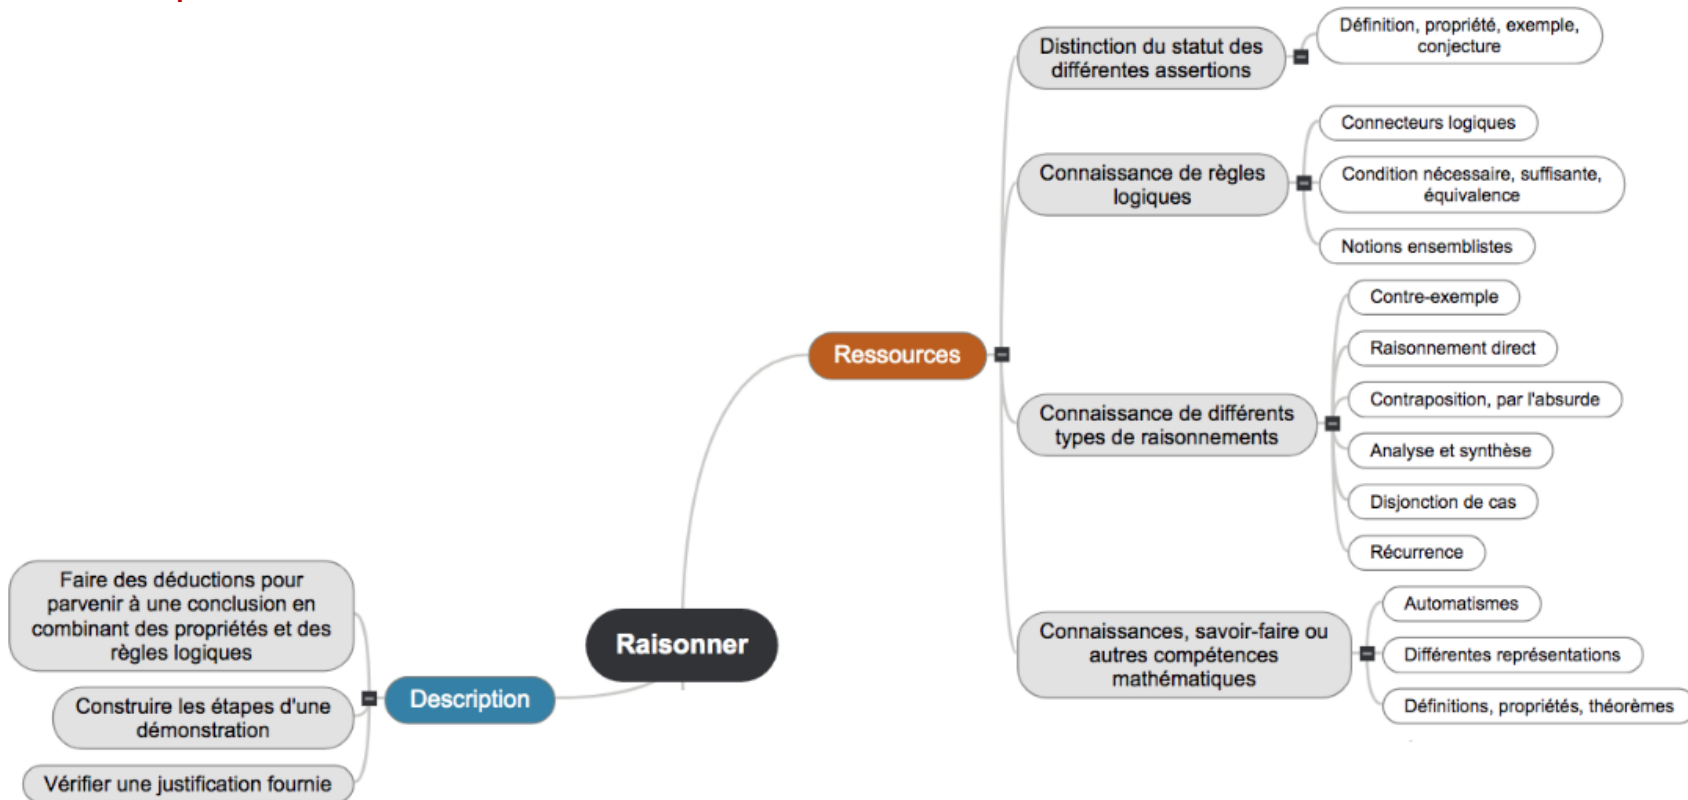 Raisonner
Description
Faire des déductions pour
parvenir à une conclusion en
combinant des propriétés et des
règles logiques
Construire les étapes d'une
démonstration
Vérifier une justification fournie
Ressources
Distinction du statut des
différentes assertions
Définition, propriété, exemple,
conjecture
Connaissance de règles
logiques
Connecteurs logiques
Condition nécessaire, suffisante,
équivalence
Notions ensemblistes
Connaissance de différents
types de raisonnements
Contre-exemple
Raisonnement direct
Contraposition, par l'absurde
Analyse et synthèse
Disjonction de cas
Récurrence
Connaissances, savoir-faire ou
autres compétences
mathématiques
Automatismes
Différentes représentations
Définitions, propriétés, théorèmes